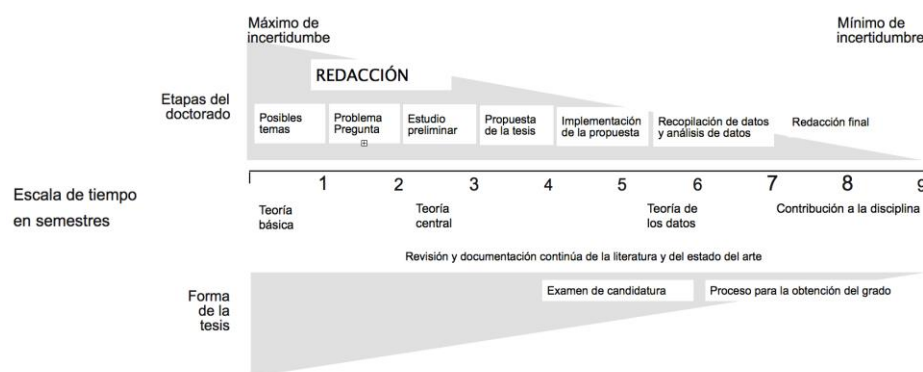 Máximo de
incertidumbe
Mínimo de
incertidumbre
REDACCIÓN
Etapas del
doctorado
Posibles
temas
Problema
Pregunta
Estudio
preliminar
Propuesta
de la tesis
Implementación
de la propuesta
Recopilación de datos
y análisis de datos
Redacción final
Escala de tiempo
en semestres
1 2 3 4 5 6 7 8 9
Teoría
básica
Teoría
central
Teoría de
los datos
Contribución a la disciplina
Revisión y documentación continúa de la literatura y del estado del arte
Forma
de la
tesis
Examen de candidatura
Proceso para la obtención del grado